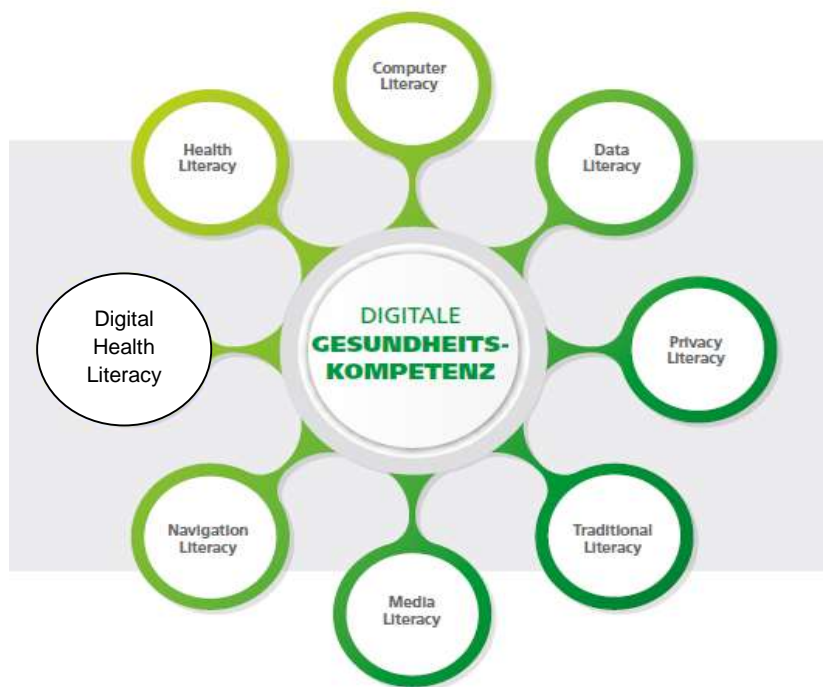 Computer
Literacy
Health
Literacy
Data
Literacy
Digital
Health
Literacy
DIGITALE
GESUNDHEITS-
KOMPETENZ
Privacy
Literacy
Navigation
Literacy
Traditional
Literacy
Media
Literacy